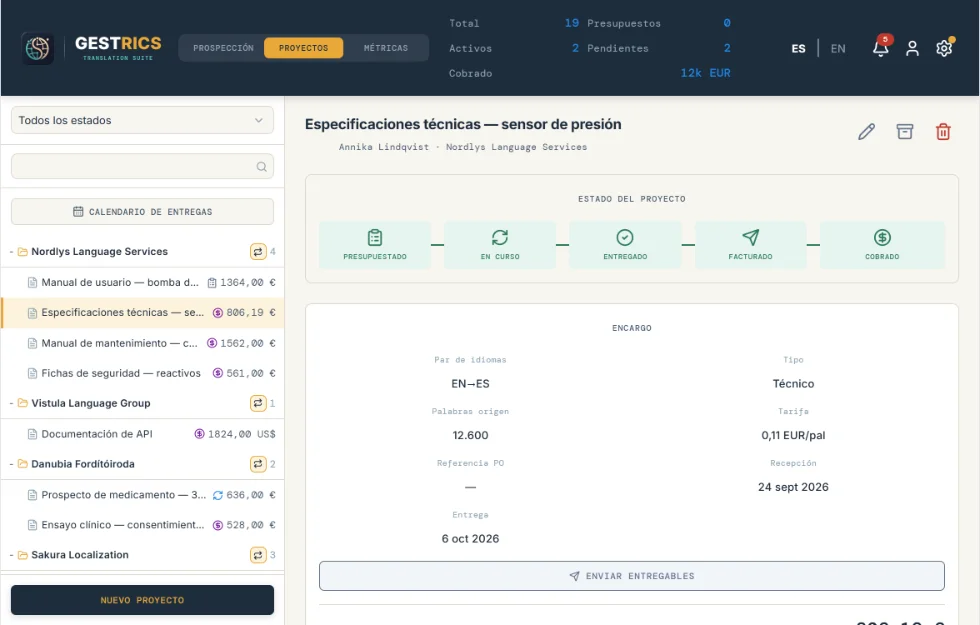 GESTRICS
TRANSLATION SUITE
PROSPECCIÓN PROYECTOS MÉTRICAS
Total 19 Presupuestos 0
Activos 2 Pendientes 2
Cobrado 12k EUR
ES EN 5
Todos los estados
CALENDARIO DE ENTREGAS
- Nordlys Language Services 4
Manual de usuario — bomba d... 1364,00 €
Especificaciones técnicas — se... 806,19 €
Manual de mantenimiento — c... 1562,00 €
Fichas de seguridad — reactivos 561,00 €
- Vistula Language Group 1
Documentación de API 1824,00 US$
- Danubia Fordítóiroda 2
Prospecto de medicamento — 3... 636,00 €
Ensayo clínico — consentimient... 528,00 €
- Sakura Localization 3
NUEVO PROYECTO
Especificaciones técnicas — sensor de presión
Annika Lindqvist · Nordlys Language Services
ESTADO DEL PROYECTO
PRESUPUESTADO EN CURSO ENTREGADO FACTURADO COBRADO
ENCARGO
Par de idiomas Tipo
EN→ES Técnico
Palabras origen Tarifa
12.600 0,11 EUR/pal
Referencia PO Recepción
— 24 sept 2026
Entrega
6 oct 2026
ENVIAR ENTREGABLES